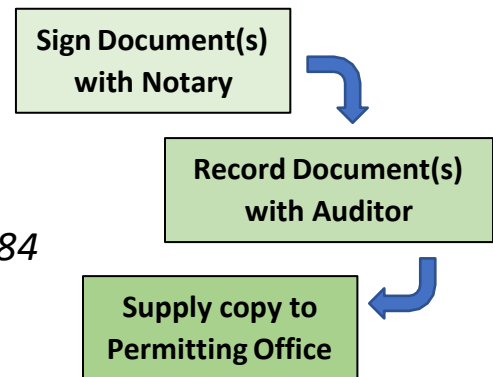 Sign Document(s)
with Notary
Record Document(s)
with Auditor
84
Supply copy to
Permitting Office